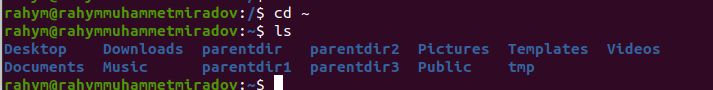 rahym@rahymmuhammetmiradov:/$ cd ~
rahym@rahymmuhammetmiradov:~$ ls
Desktop Downloads parentdir parentdir2 Pictures Templates Videos
Documents Music parentdir1 parentdir3 Public tmp
rahym@rahymmuhammetmiradov:~$